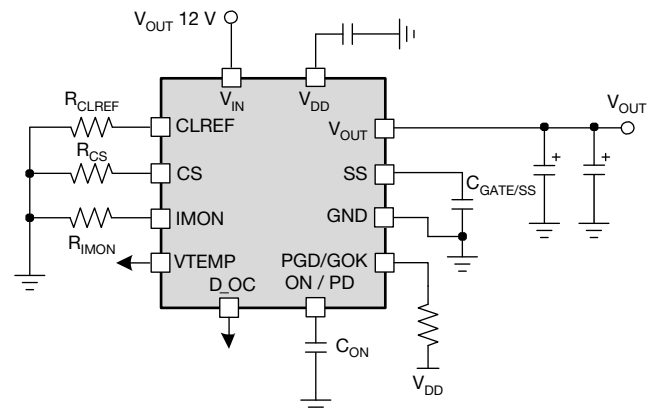 V_OUT 12 V
V_IN
V_DD
R_CLREF
CLREF
V_OUT
V_OUT
R_CS
CS
SS
C_GATE/SS
IMON
GND
R_IMON
VTEMP
PGD/GOK
D_OC
ON / PD
C_ON
V_DD
+
+